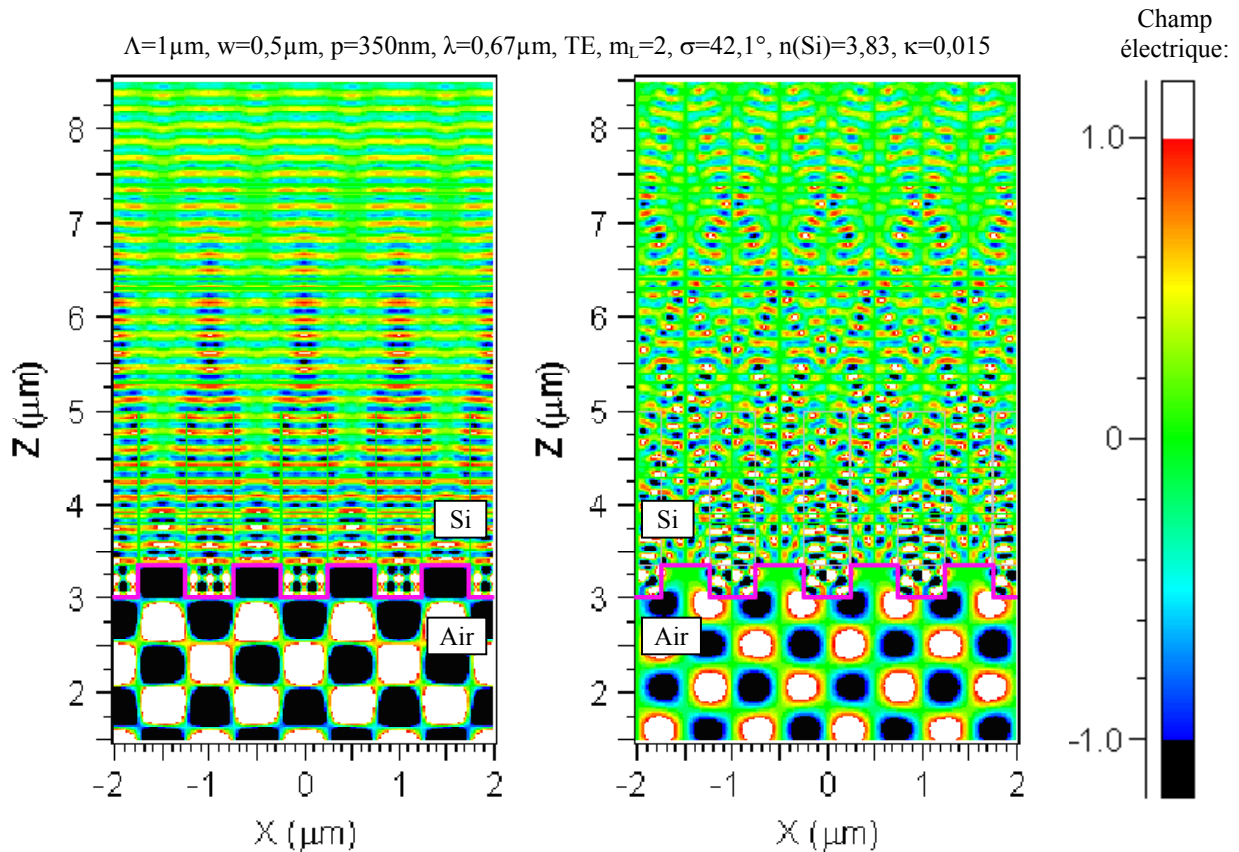 Λ=1µm, w=0,5µm, p=350nm, λ=0,67µm, TE, mL=2, σ=42,1°, n(Si)=3,83, κ=0,015
Champ
électrique:
8
7
6
5
4
3
2
Z (µm)
Si
Air
-2 -1 0 1 2
X (µm)
8
7
6
5
4
3
2
Z (µm)
Si
Air
-2 -1 0 1 2
X (µm)
1.0
0
-1.0